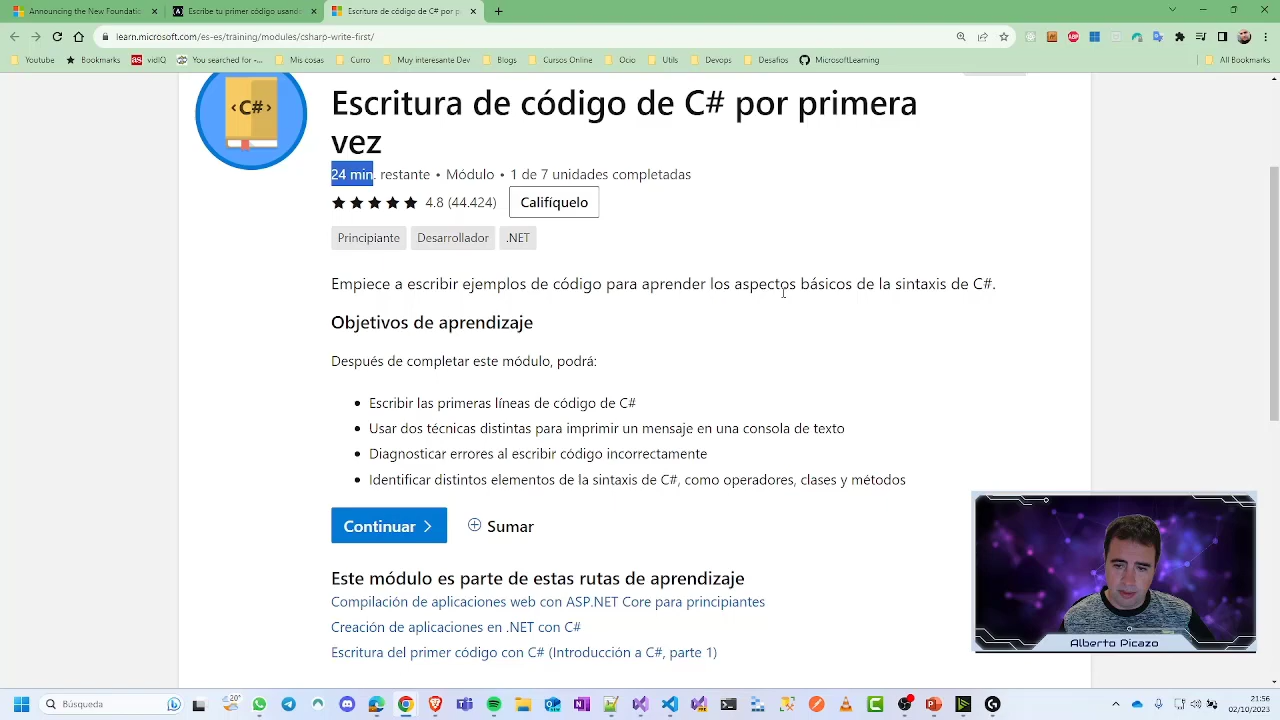 Announcing the New Foundatic
Escribe tu primer código usand
Escritura de código de C# por p
learn.microsoft.com/es-es/training/modules/csharp-write-first/
Youtube
Bookmarks
vidIQ
You searched for -...
Mis cosas
Curro
Muy interesante Dev
Blogs
Cursos Online
Ocio
Utils
Devops
Desafios
MicrosoftLearning
All Bookmarks
‹C#›
Escritura de código de C# por primera
vez
24 min. restante • Módulo • 1 de 7 unidades completadas
4.8 (44.424)
Califíquelo
Principiante
Desarrollador
.NET
Empiece a escribir ejemplos de código para aprender los aspectos básicos de la sintaxis de C#.
Objetivos de aprendizaje
Después de completar este módulo, podrá:
Escribir las primeras líneas de código de C#
Usar dos técnicas distintas para imprimir un mensaje en una consola de texto
Diagnosticar errores al escribir código incorrectamente
Identificar distintos elementos de la sintaxis de C#, como operadores, clases y métodos
Continuar
Sumar
Este módulo es parte de estas rutas de aprendizaje
Compilación de aplicaciones web con ASP.NET Core para principiantes
Creación de aplicaciones en .NET con C#
Escritura del primer código con C# (Introducción a C#, parte 1)
Alberto Picazo
Búsqueda
20°
21:56
02/10/2023